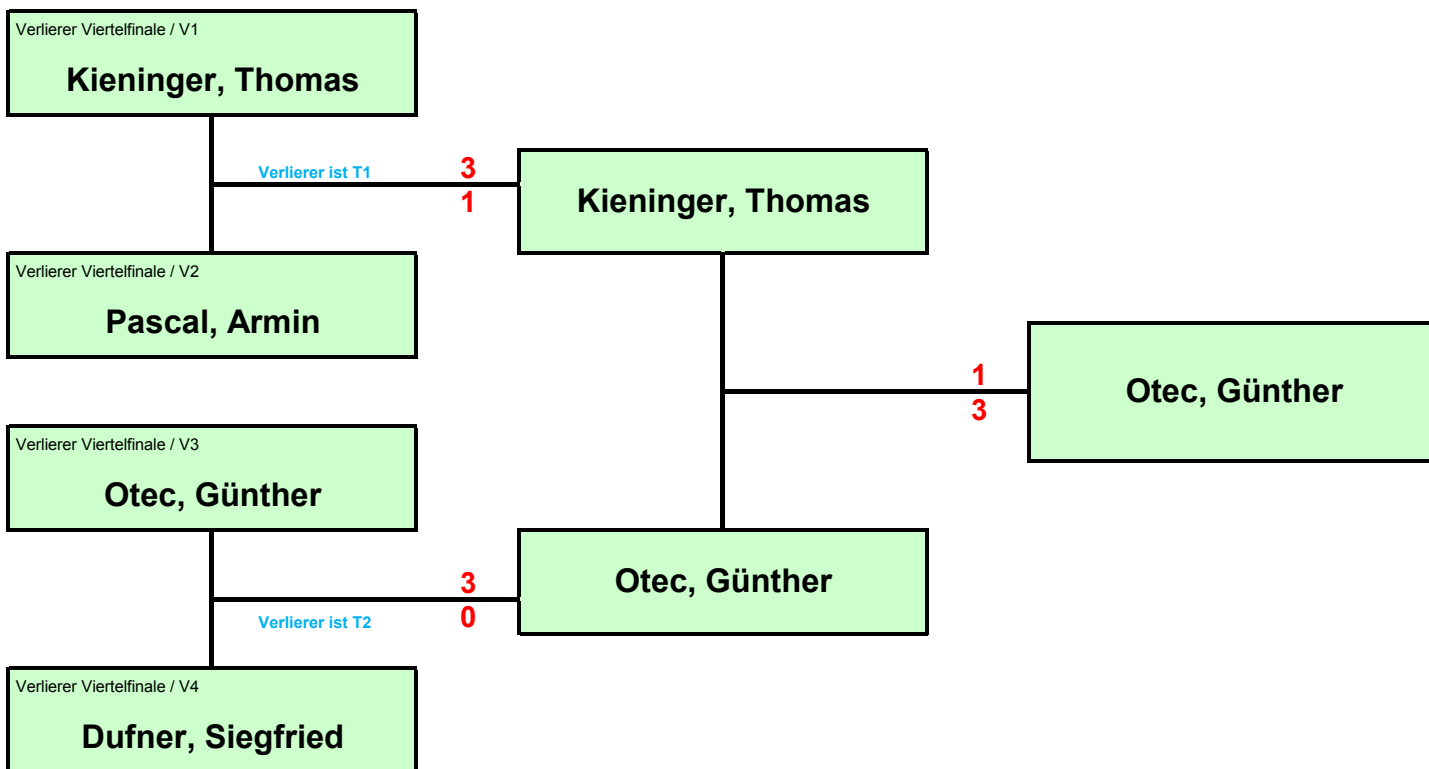 Verlierer Viertelfinale / V1
Kieninger, Thomas
Verlierer ist T1
3
1
Kieninger, Thomas
Verlierer Viertelfinale / V2
Pascal, Armin
1
3
Otec, Günther
Verlierer Viertelfinale / V3
Otec, Günther
3
0
Verlierer ist T2
Otec, Günther
Verlierer Viertelfinale / V4
Dufner, Siegfried